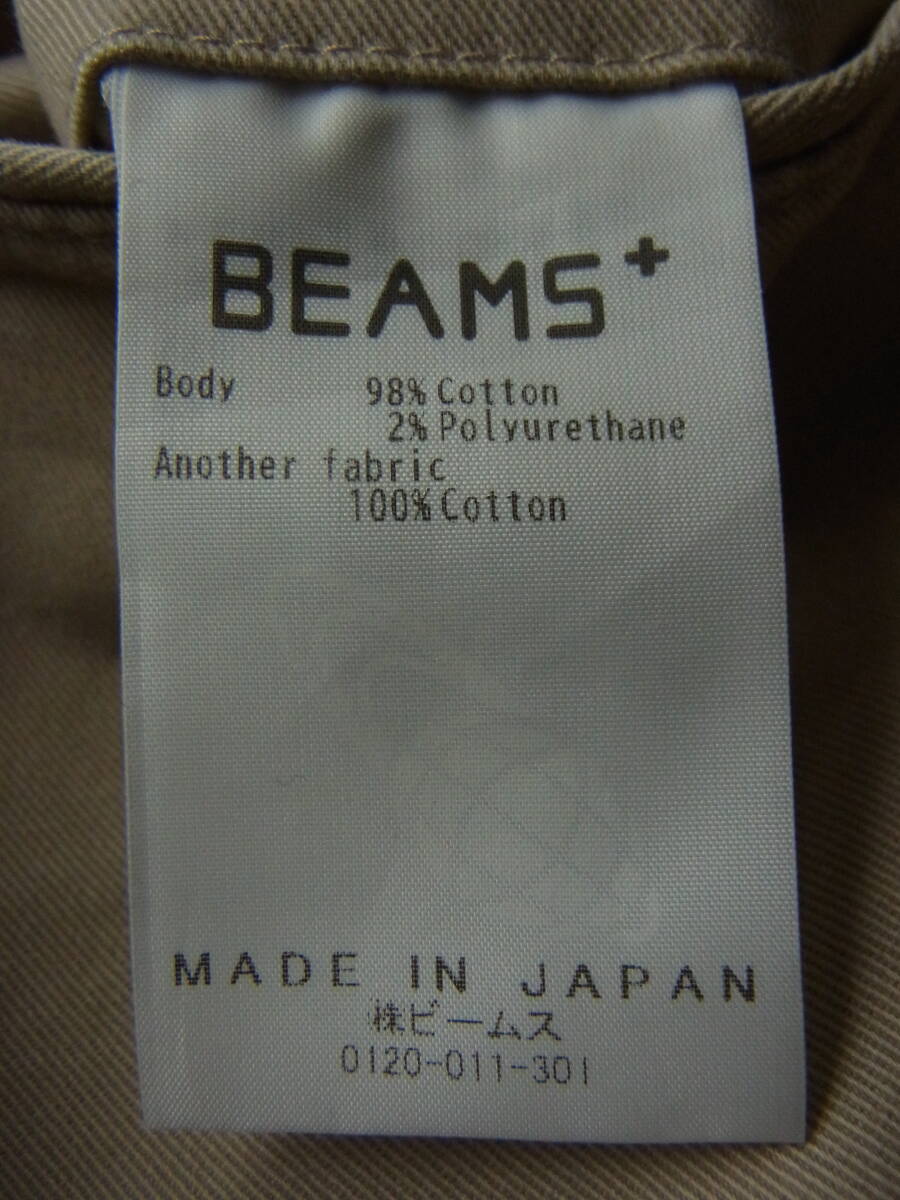 BEAMS+
Body 98% Cotton
2% Polyurethane
Another fabric
100% Cotton
MADE IN JAPAN
㈱ビームス
0120-011-301